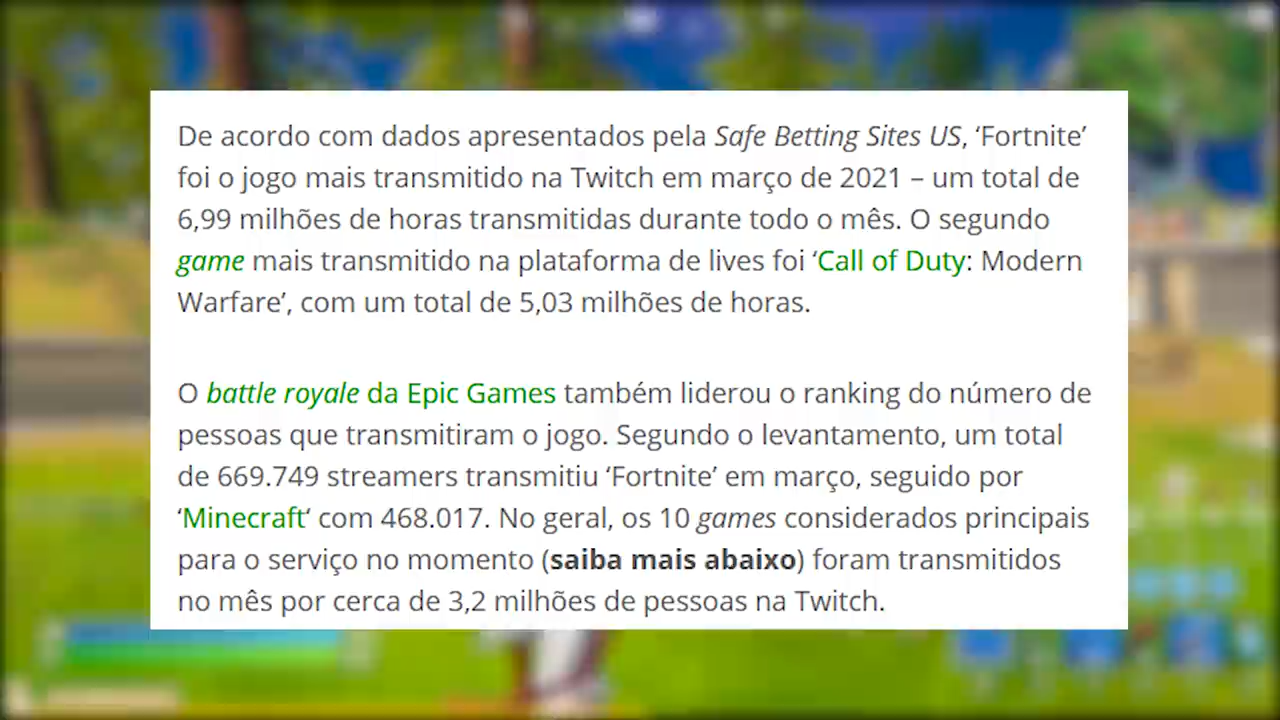 De acordo com dados apresentados pela Safe Betting Sites US, ‘Fortnite’
foi o jogo mais transmitido na Twitch em março de 2021 – um total de
6,99 milhões de horas transmitidas durante todo o mês. O segundo
game mais transmitido na plataforma de lives foi ‘Call of Duty: Modern
Warfare’, com um total de 5,03 milhões de horas.
O battle royale da Epic Games também liderou o ranking do número de
pessoas que transmitiram o jogo. Segundo o levantamento, um total
de 669.749 streamers transmitiu ‘Fortnite’ em março, seguido por
‘Minecraft‘ com 468.017. No geral, os 10 games considerados principais
para o serviço no momento (saiba mais abaixo) foram transmitidos
no mês por cerca de 3,2 milhões de pessoas na Twitch.